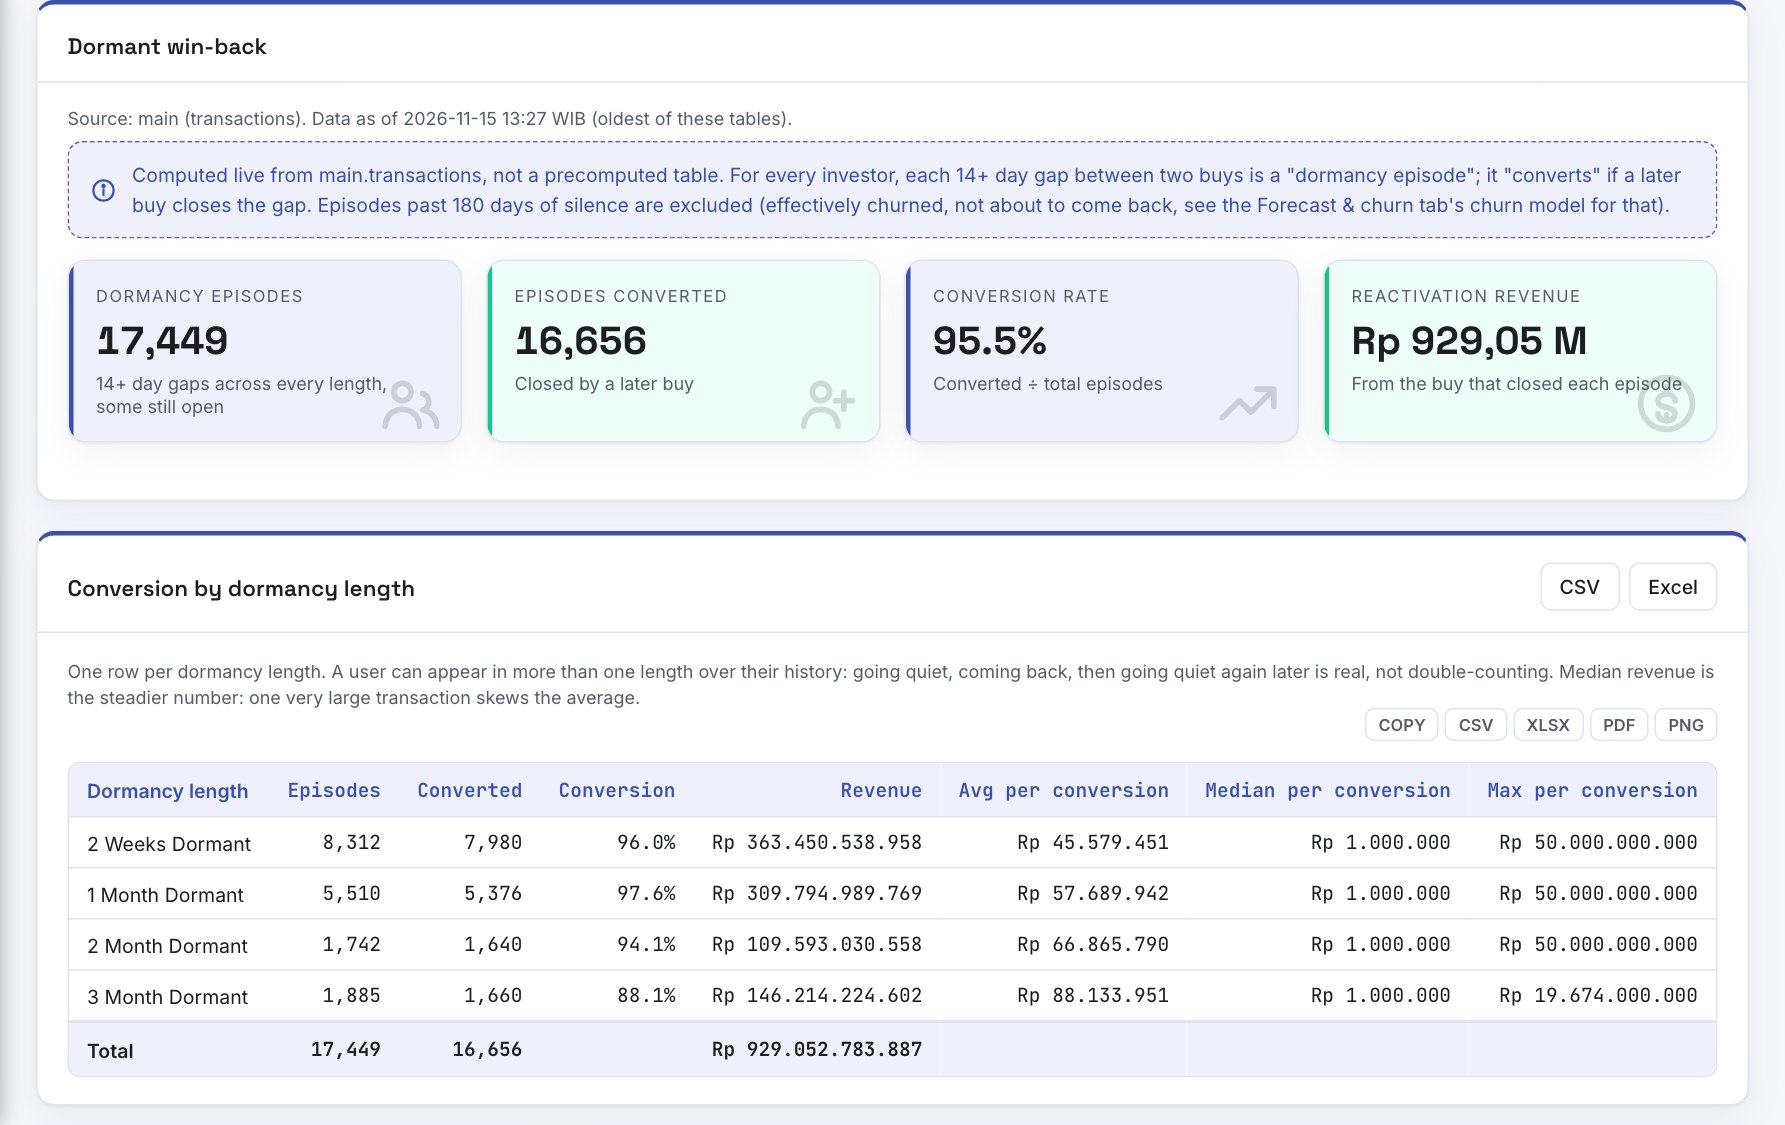 Dormant win-back
Source: main (transactions). Data as of 2026-11-15 13:27 WIB (oldest of these tables).
Computed live from main.transactions, not a precomputed table. For every investor, each 14+ day gap between two buys is a "dormancy episode"; it "converts" if a later
buy closes the gap. Episodes past 180 days of silence are excluded (effectively churned, not about to come back, see the Forecast & churn tab's churn model for that).
DORMANCY EPISODES
17,449
14+ day gaps across every length,
some still open
EPISODES CONVERTED
16,656
Closed by a later buy
CONVERSION RATE
95.5%
Converted ÷ total episodes
REACTIVATION REVENUE
Rp 929,05 M
From the buy that closed each episode
Conversion by dormancy length
CSV Excel
One row per dormancy length. A user can appear in more than one length over their history: going quiet, coming back, then going quiet again later is real, not double-counting. Median revenue is
the steadier number: one very large transaction skews the average.
COPY CSV XLSX PDF PNG
Dormancy length Episodes Converted Conversion Revenue Avg per conversion Median per conversion Max per conversion
2 Weeks Dormant 8,312 7,980 96.0% Rp 363.450.538.958 Rp 45.579.451 Rp 1.000.000 Rp 50.000.000.000
1 Month Dormant 5,510 5,376 97.6% Rp 309.794.989.769 Rp 57.689.942 Rp 1.000.000 Rp 50.000.000.000
2 Month Dormant 1,742 1,640 94.1% Rp 109.593.030.558 Rp 66.865.790 Rp 1.000.000 Rp 50.000.000.000
3 Month Dormant 1,885 1,660 88.1% Rp 146.214.224.602 Rp 88.133.951 Rp 1.000.000 Rp 19.674.000.000
Total 17,449 16,656 Rp 929.052.783.887